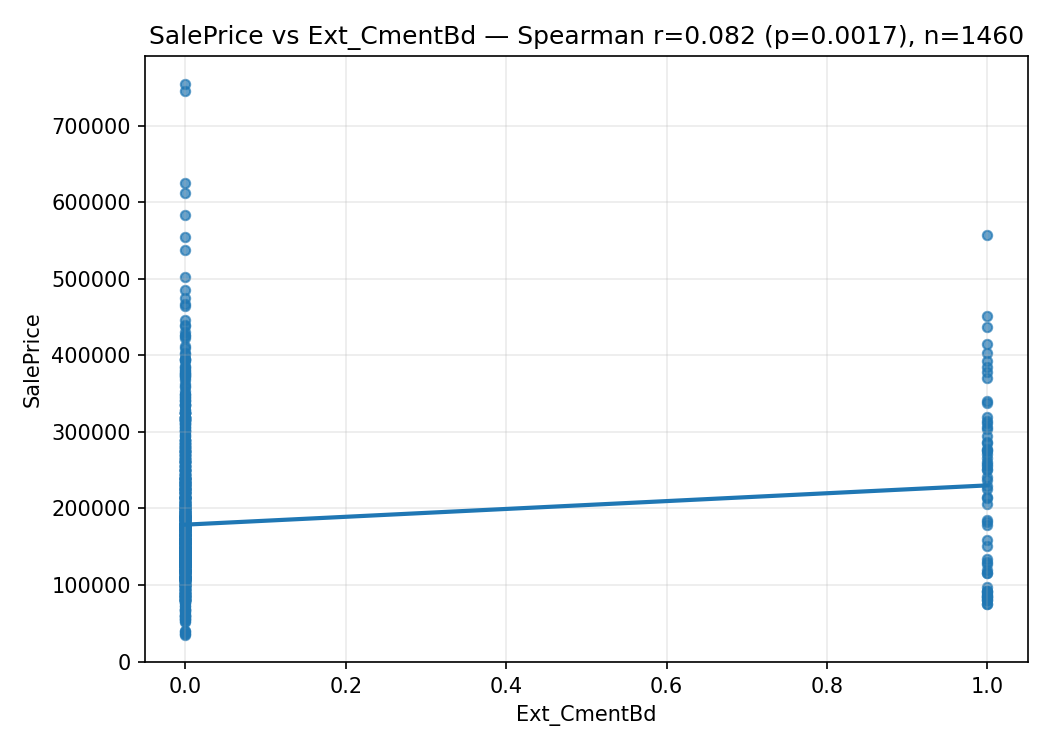 SalePrice vs Ext_CmentBd — Spearman r=0.082 (p=0.0017), n=1460
700000
600000
500000
400000
300000
200000
100000
0
SalePrice
0.0 0.2 0.4 0.6 0.8 1.0
Ext_CmentBd